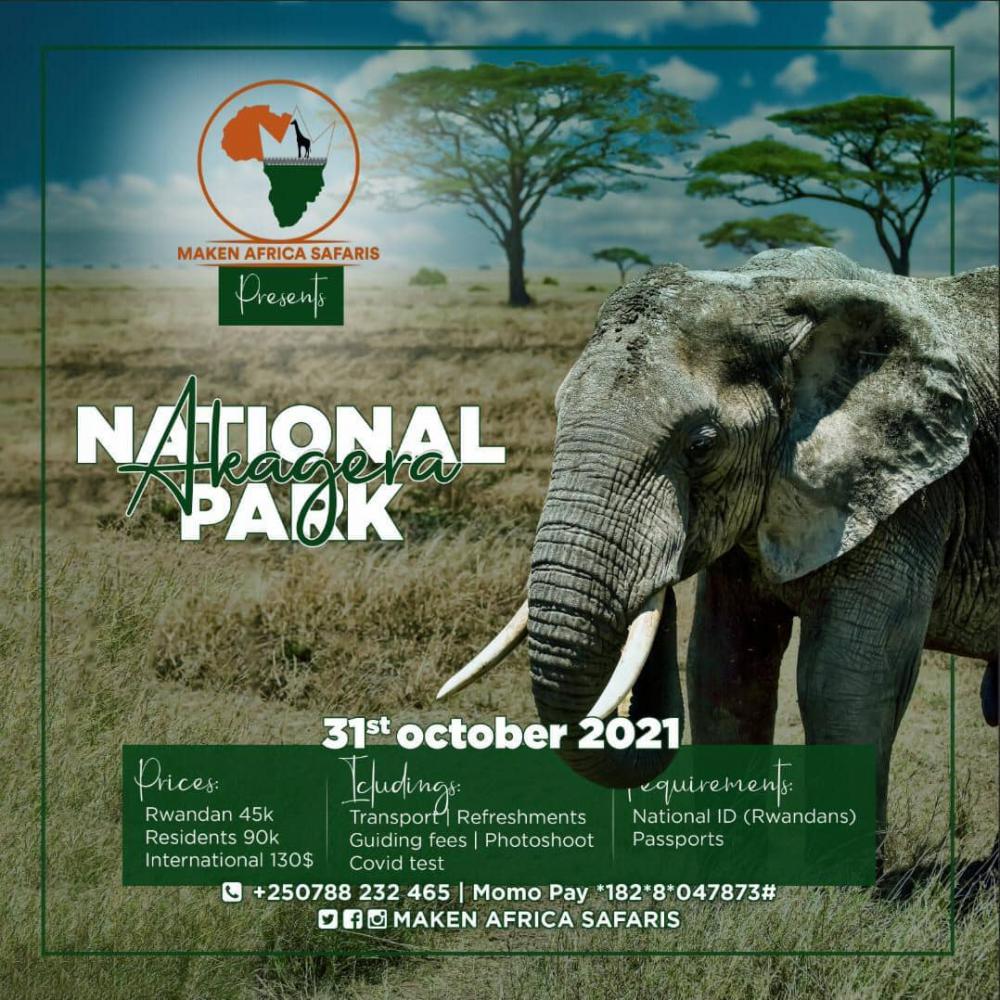 MAKEN AFRICA SAFARIS
Presents
NATIONAL
Akagera
PARK
31st october 2021
Prices:
Rwandan 45k
Residents 90k
International 130$
Icludings:
Transport | Refreshments
Guiding fees | Photoshoot
Covid test
requirements:
National ID (Rwandans)
Passports
+250788 232 465 | Momo Pay *182*8*047873#
MAKEN AFRICA SAFARIS